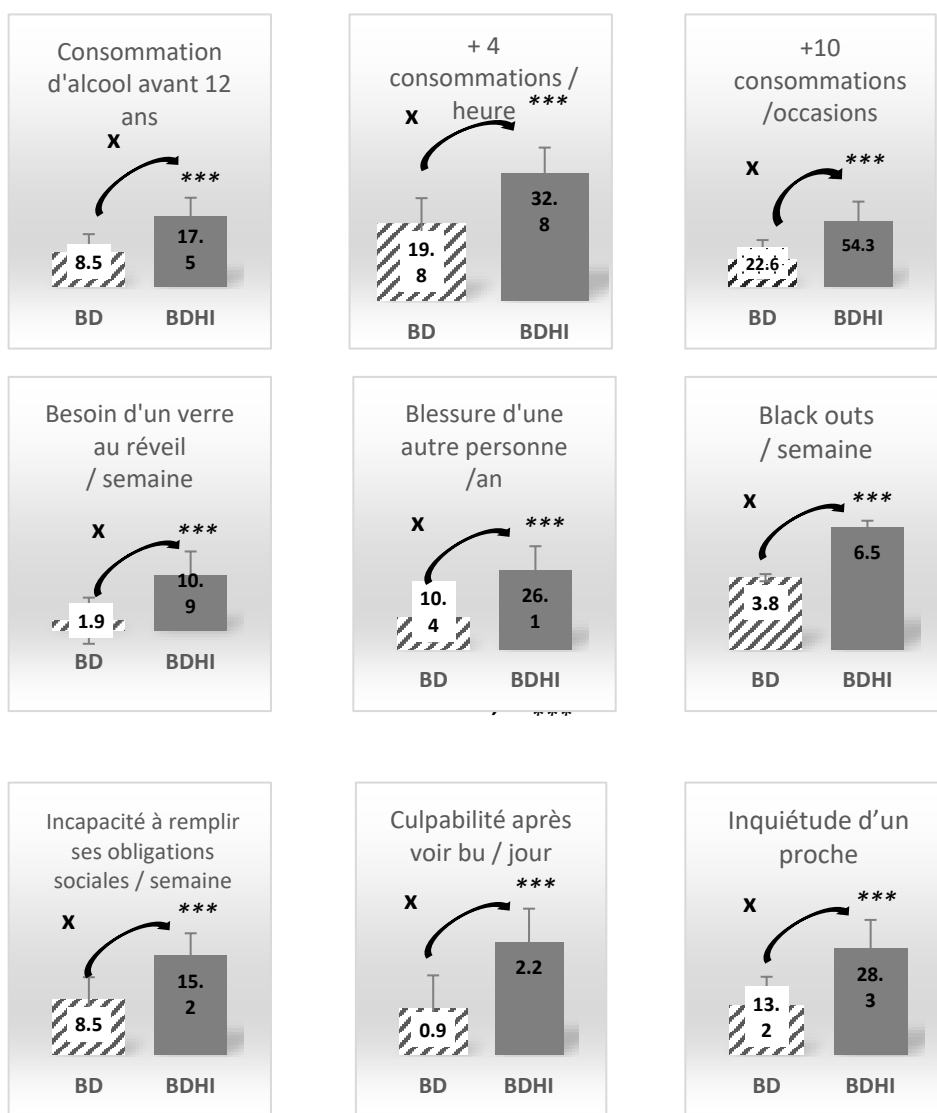 Consommation
d'alcool avant 12
ans
x
***
8.5
17.
5
BD BDHI
+ 4
consommations /
heure
x
***
19.
8
32.
8
BD BDHI
+10
consommations
/occasions
x
***
22.6
54.3
BD BDHI
Besoin d'un verre
au réveil
/ semaine
x
***
1.9
10.
9
BD BDHI
Blessure d'une
autre personne
/an
x
***
10.
4
26.
1
BD BDHI
***
Black outs
/ semaine
x
***
3.8
6.5
BD BDHI
Incapacité à remplir
ses obligations
sociales / semaine
x
***
8.5
15.
2
BD BDHI
Culpabilité après
voir bu / jour
x
***
0.9
2.2
BD BDHI
Inquiétude d’un
proche
x
***
13.
2
28.
3
BD BDHI